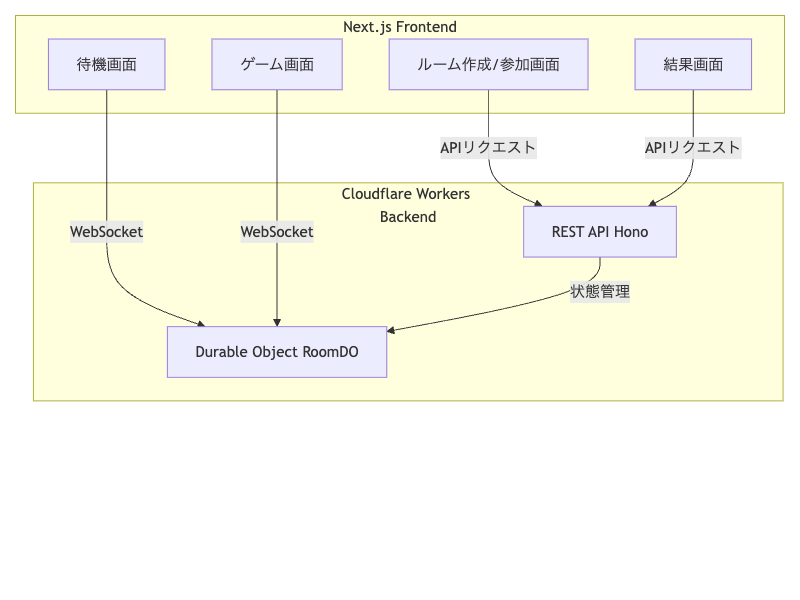 Next.js Frontend
待機画面
ゲーム画面
ルーム作成/参加画面
結果画面
APIリクエスト
APIリクエスト
Cloudflare Workers
Backend
WebSocket
WebSocket
REST API Hono
状態管理
Durable Object RoomDO